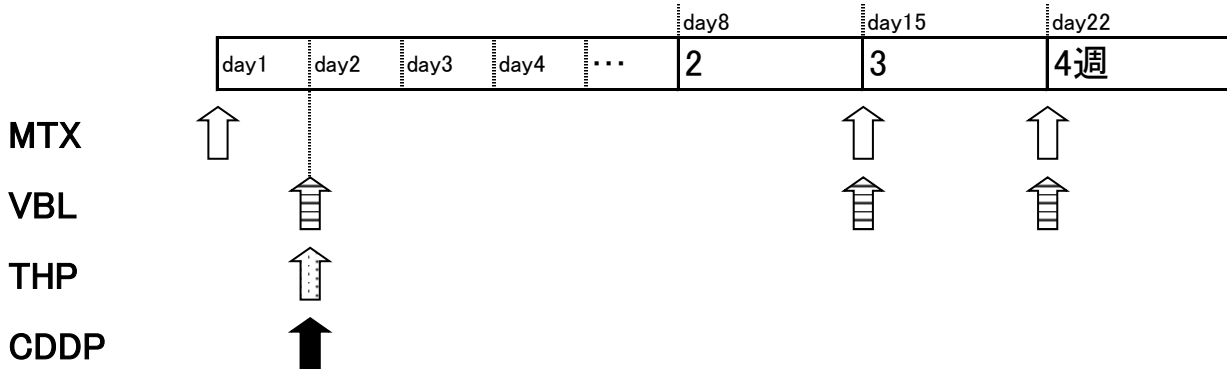 day8 day15 day22
day1 day2 day3 day4 ・・・ 2 3 4週
MTX
VBL
THP
CDDP